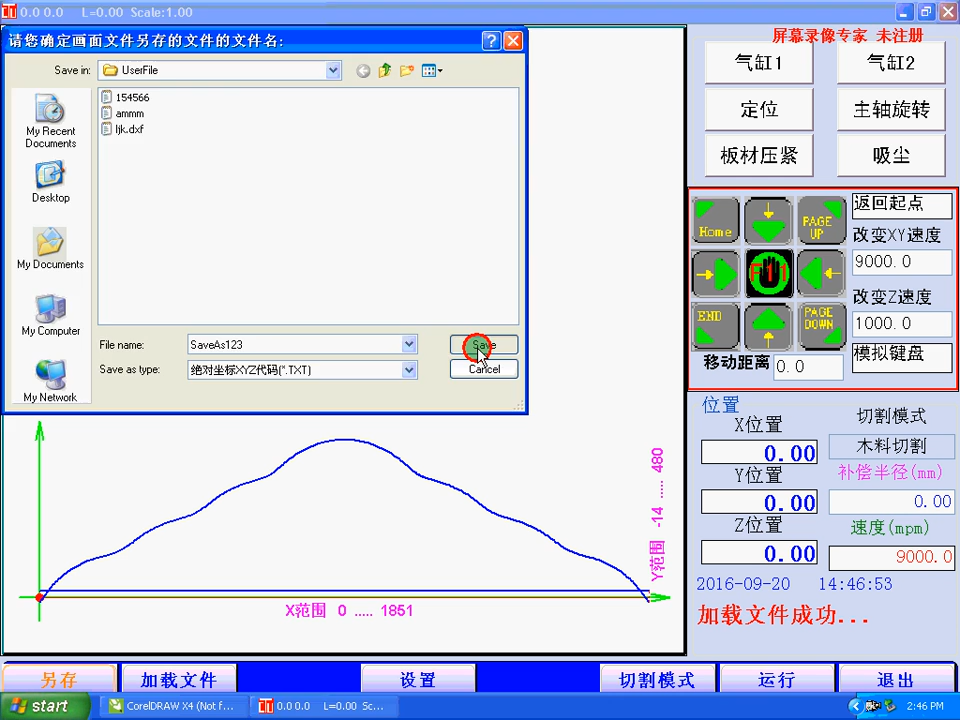 0.0 0.0 L=0.00 Scale:1.00
屏幕录像专家 未注册
请您确定画面文件另存的文件的文件名:
Save in:
UserFile
154566
ammm
ljk.dxf
My Recent
Documents
Desktop
My Documents
My Computer
My Network
File name:
SaveAs123
Save
Save as type:
绝对坐标XYZ代码(*.TXT)
Cancel
气缸1
气缸2
定位
主轴旋转
板材压紧
吸尘
Home
PAGE
UP
F11
END
PAGE
DOWN
返回起点
改变XY速度
9000.0
改变Z速度
1000.0
模拟键盘
移动距离
0.0
位置
X位置
0.00
Y位置
0.00
Z位置
0.00
切割模式
木料切割
补偿半径(mm)
0.00
速度(mpm)
9000.0
2016-09-20 14:46:53
加载文件成功...
Y范围 -14 ..... 480
X范围 0 ..... 1851
另存
加载文件
设置
切割模式
运行
退出
start
CorelDRAW X4 (Not f...
0.0 0.0 L=0.00 Sc...
2:46 PM